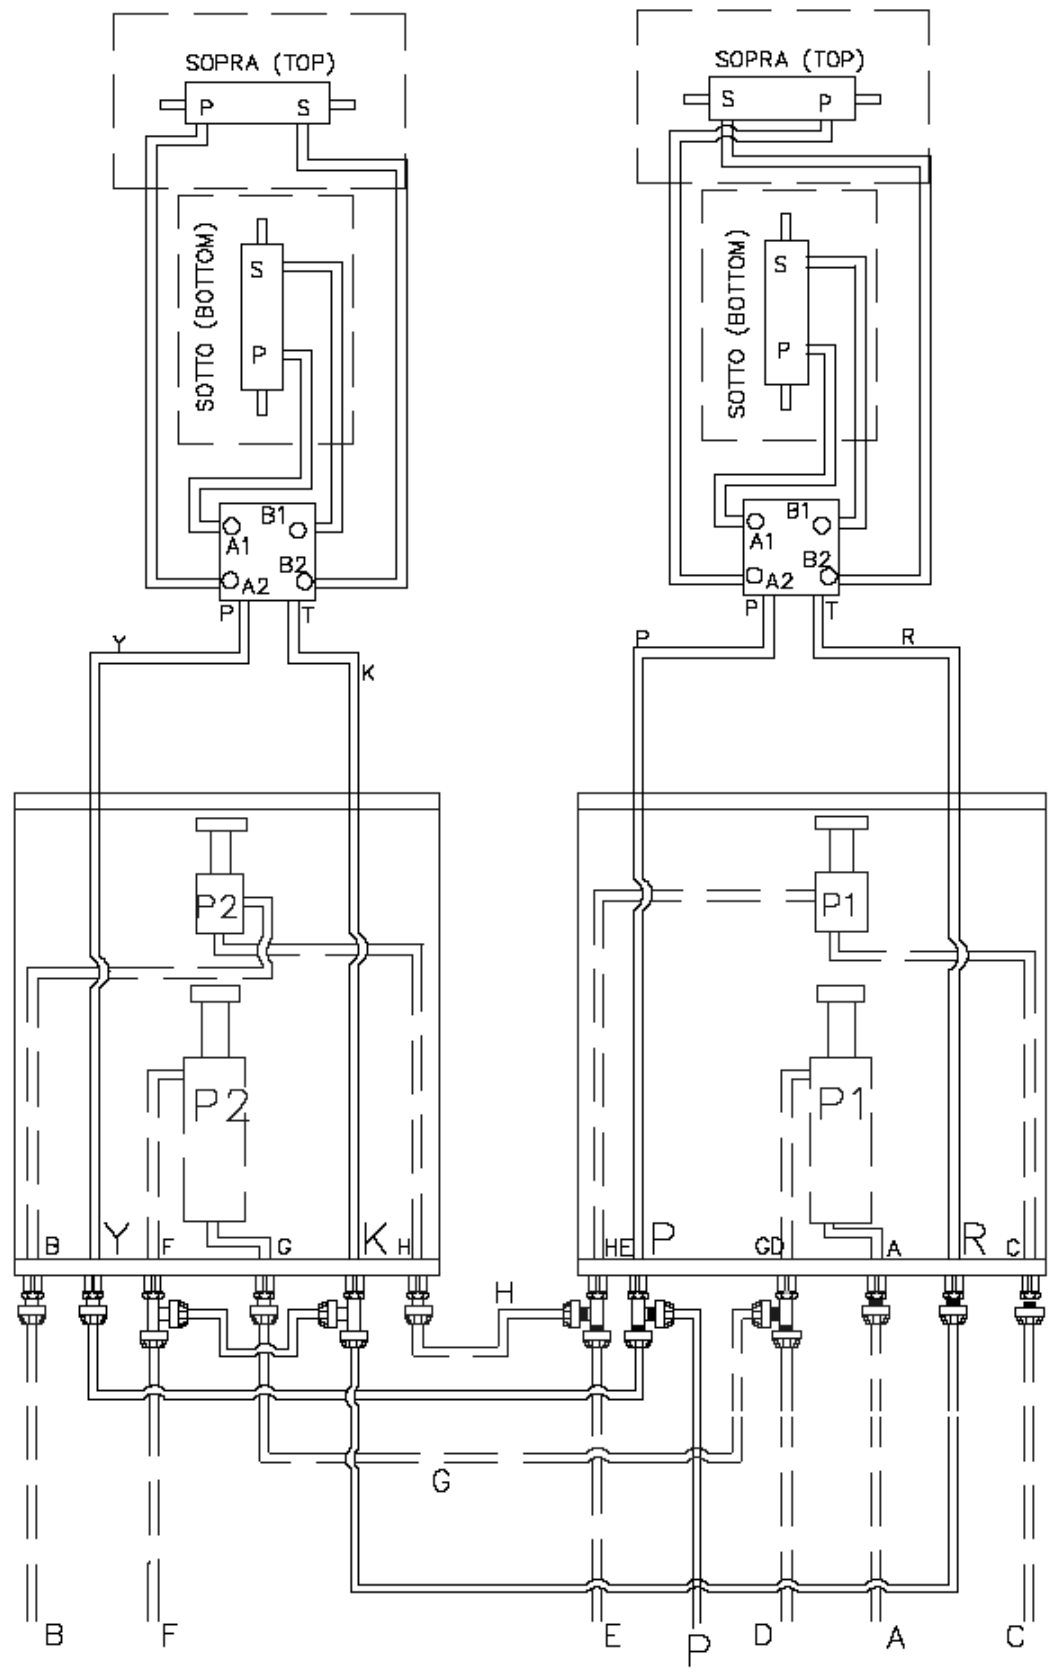 SOPRA (TOP)
SOPRA (TOP)
P S
S P
SOTTO (BOTTOM)
S
P
SOTTO (BOTTOM)
S
P
B1
A1
B2
A2
P T
B1
A1
B2
A2
P T
Y
K
P
R
P2
P1
P2
P1
B Y F G K H
HE P GD A R C
H
G
B F E P D A C